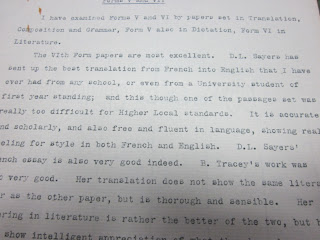 Forms V and VI.
I have examined Forms V and VI by papers set in Translation,
Composition and Grammar, Form V also in Dictation, Form VI in
Literature.
The VIth Form papers are most excellent. D.L. Sayers has
sent up the best translation from French into English that I have
ever had from any school, or even from a University student of
first year standing; and this though one of the passages set was
really too difficult for Higher Local standards. It is accurate
and scholarly, and also free and fluent in language, showing real
feeling for style in both French and English. D.L. Sayers'
French essay is also very good indeed. R. Tracey's work was
very good. Her translation does not show the same litera
as the other paper, but is thorough and sensible. Her
in literature is rather the better of the two, but
show intelligent appreciation of